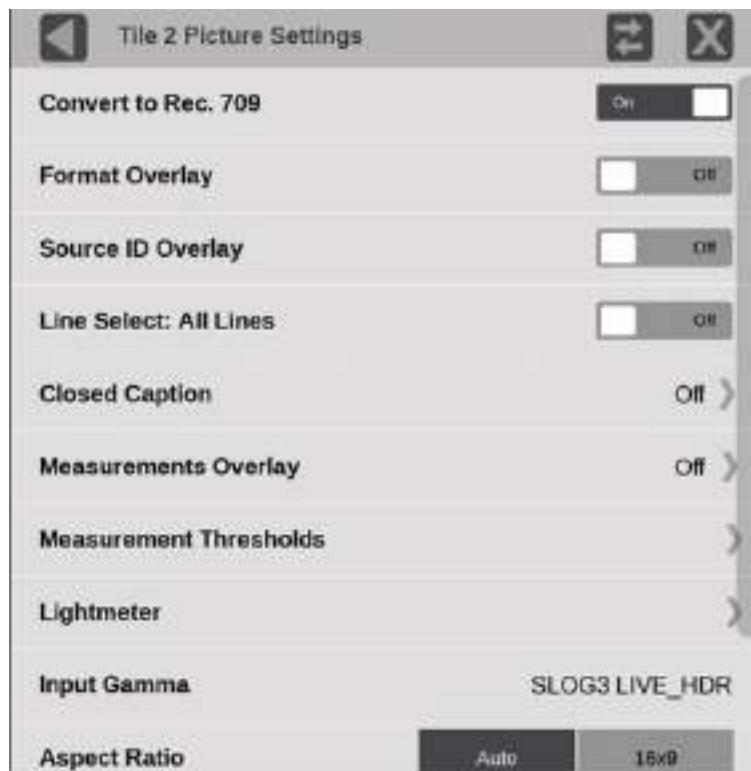 Tile 2 Picture Settings
Convert to Rec. 709 On
Format Overlay Off
Source ID Overlay Off
Line Select: All Lines Off
Closed Caption Off
Measurements Overlay Off
Measurement Thresholds
Lightmeter
Input Gamma SLOG3 LIVE_HDR
Aspect Ratio Auto 16x9